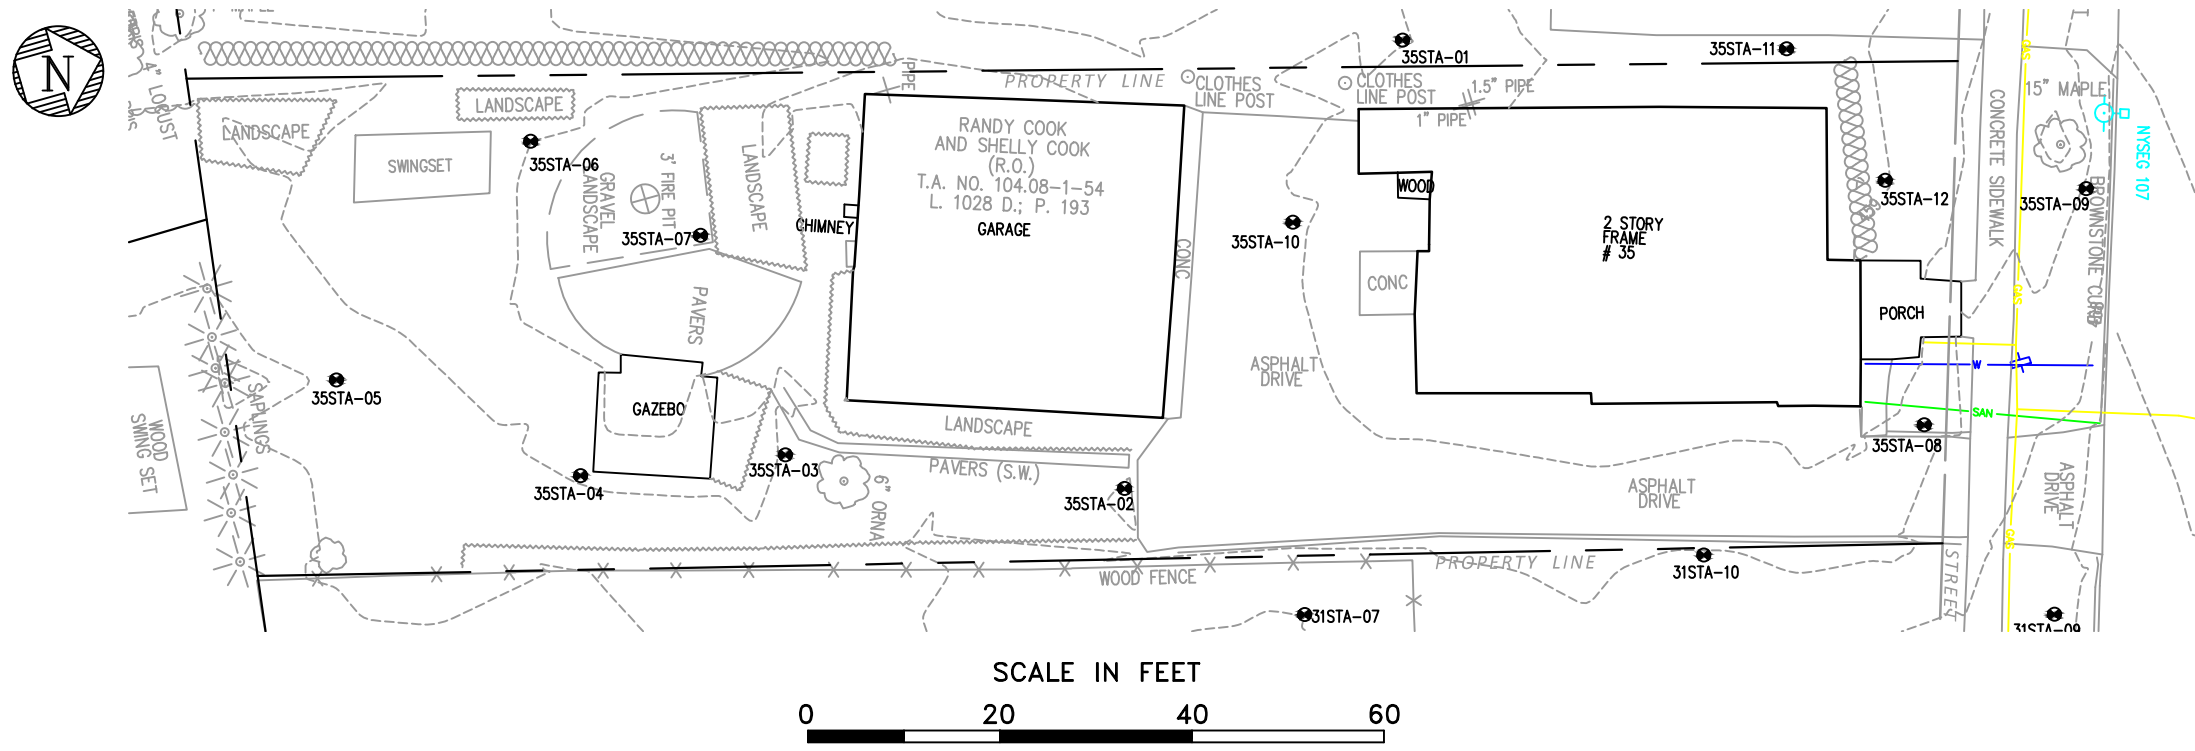 N
4" LOCUST
LANDSCAPE
SWINGSET
LANDSCAPE
35STA-06
GRAVEL
LANDSCAPE
3' FIRE PIT
35STA-07
LANDSCAPE
CHIMNEY
PIPE
RANDY COOK
AND SHELLY COOK
(R.O.)
T.A. NO. 104.08-1-54
L. 1028 D.; P. 193
GARAGE
PROPERTY LINE
CLOTHES
LINE POST
CLOTHES
LINE POST
35STA-01
1.5" PIPE
1" PIPE
35STA-11
WOOD
35STA-10
CONC
CONC
2 STORY
FRAME
# 35
35STA-12
CONCRETE SIDEWALK
15" MAPLE
35STA-09
NYSEG 107
BROWNSTONE CURB
GAS
GAS
GAS
PORCH
W
SAN
35STA-08
ASPHALT
DRIVE
ASPHALT
DRIVE
ASPHALT
DRIVE
PAVERS
GAZEBO
35STA-05
SAPLINGS
WOOD
SWING SET
35STA-04
35STA-03
LANDSCAPE
PAVERS (S.W.)
6" ORNA
35STA-02
WOOD FENCE
PROPERTY LINE
31STA-10
31STA-07
STREET
31STA-09
SCALE IN FEET
0 20 40 60